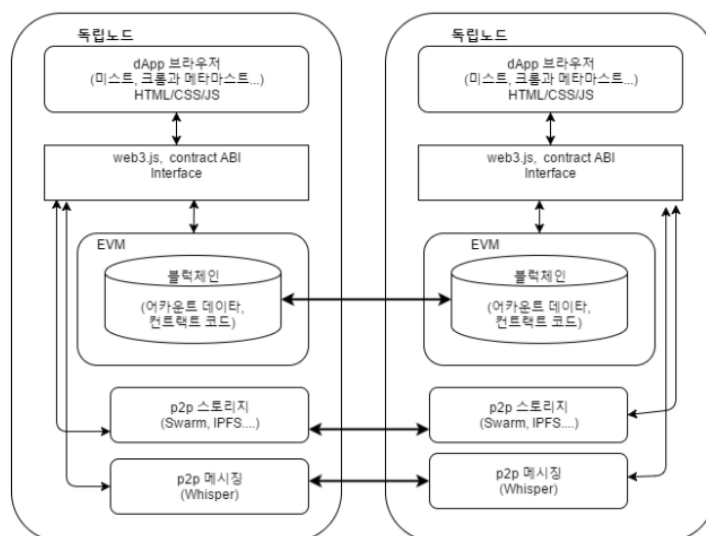 독립노드
dApp 브라우저
(미스트, 크롬과 메타마스트...)
HTML/CSS/JS
web3.js,  contract ABI
Interface
EVM
블럭체인
(어카운트 데이타,
컨트랙트 코드)
p2p 스토리지
(Swarm, IPFS....)
p2p 메시징
(Whisper)
독립노드
dApp 브라우저
(미스트, 크롬과 메타마스트...)
HTML/CSS/JS
web3.js,  contract ABI
Interface
EVM
블럭체인
(어카운트 데이타,
컨트랙트 코드)
p2p 스토리지
(Swarm, IPFS....)
p2p 메시징
(Whisper)